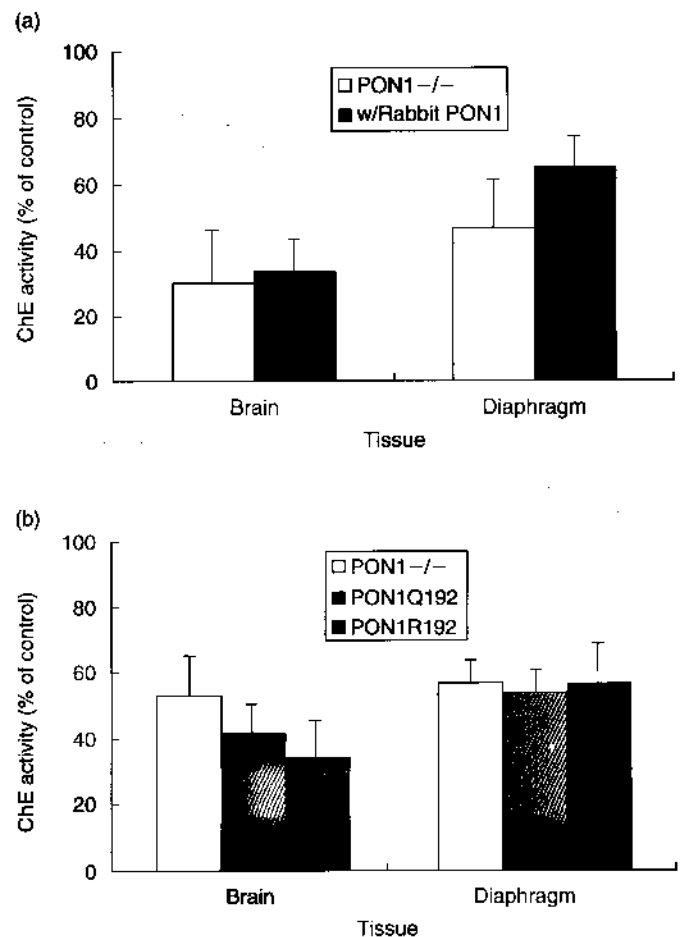 (a)
100
80
60
40
20
0
ChE activity (% of control)
PON1−/−
w/Rabbit PON1
Brain
Diaphragm
Tissue
(b)
100
80
60
40
20
0
ChE activity (% of control)
PON1−/−
PON1Q192
PON1R192
Brain
Diaphragm
Tissue